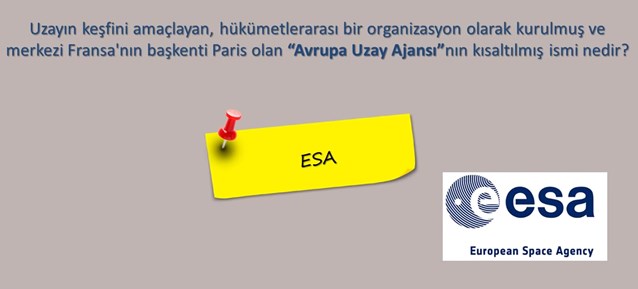 Uzayın keşfini amaçlayan, hükümetlerarası bir organizasyon olarak kurulmuş ve
merkezi Fransa'nın başkenti Paris olan “Avrupa Uzay Ajansı”nın kısaltılmış ismi nedir?
ESA
esa
European Space Agency